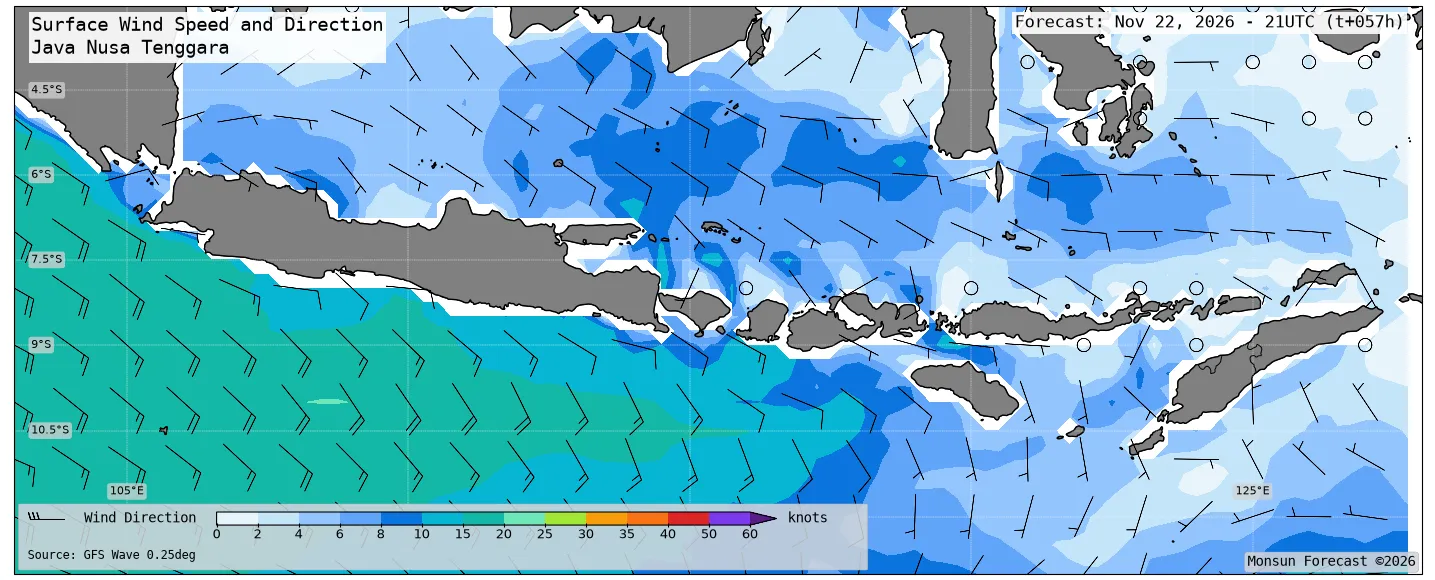 Surface Wind Speed and Direction
Java Nusa Tenggara
Forecast: Nov 22, 2026 - 21UTC (t+057h)
4.5°S
6°S
7.5°S
9°S
10.5°S
105°E
125°E
Wind Direction
0 2 4 6 8 10 15 20 25 30 35 40 50 60
knots
Source: GFS Wave 0.25deg
Monsun Forecast ©2026